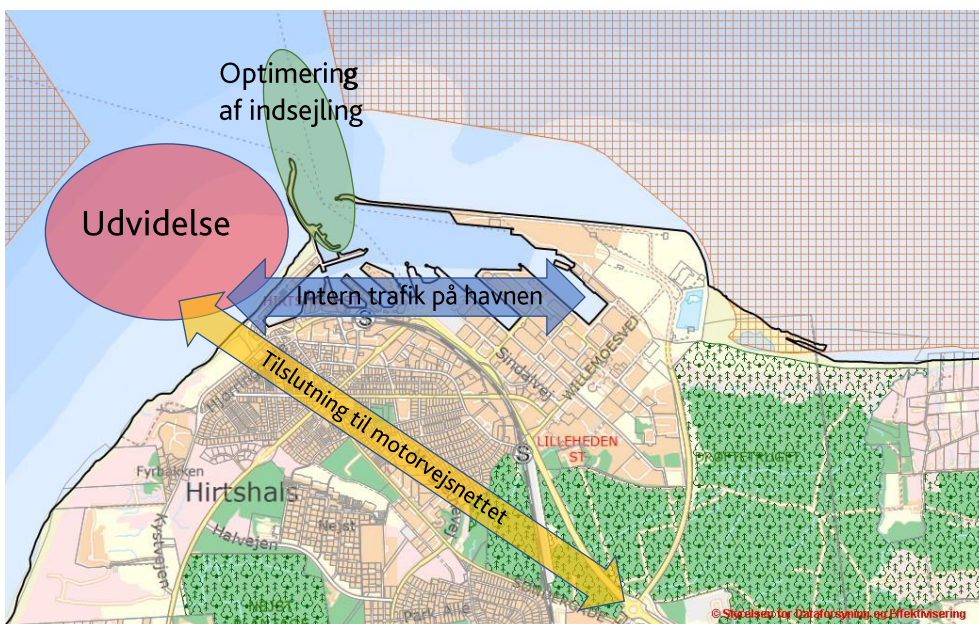 Optimering
af indsejling
Udvidelse
Intern trafik på havnen
Tilslutning til motorvejsnettet
Sindalvej
WILLEMOESVEJ
LILLEHEDEN
ST
Fyrbakken
Hirtshals
Nejst
Halvejen
Kystvejen
Park Allé
© Styrelsen for Dataforsyning og Effektivisering